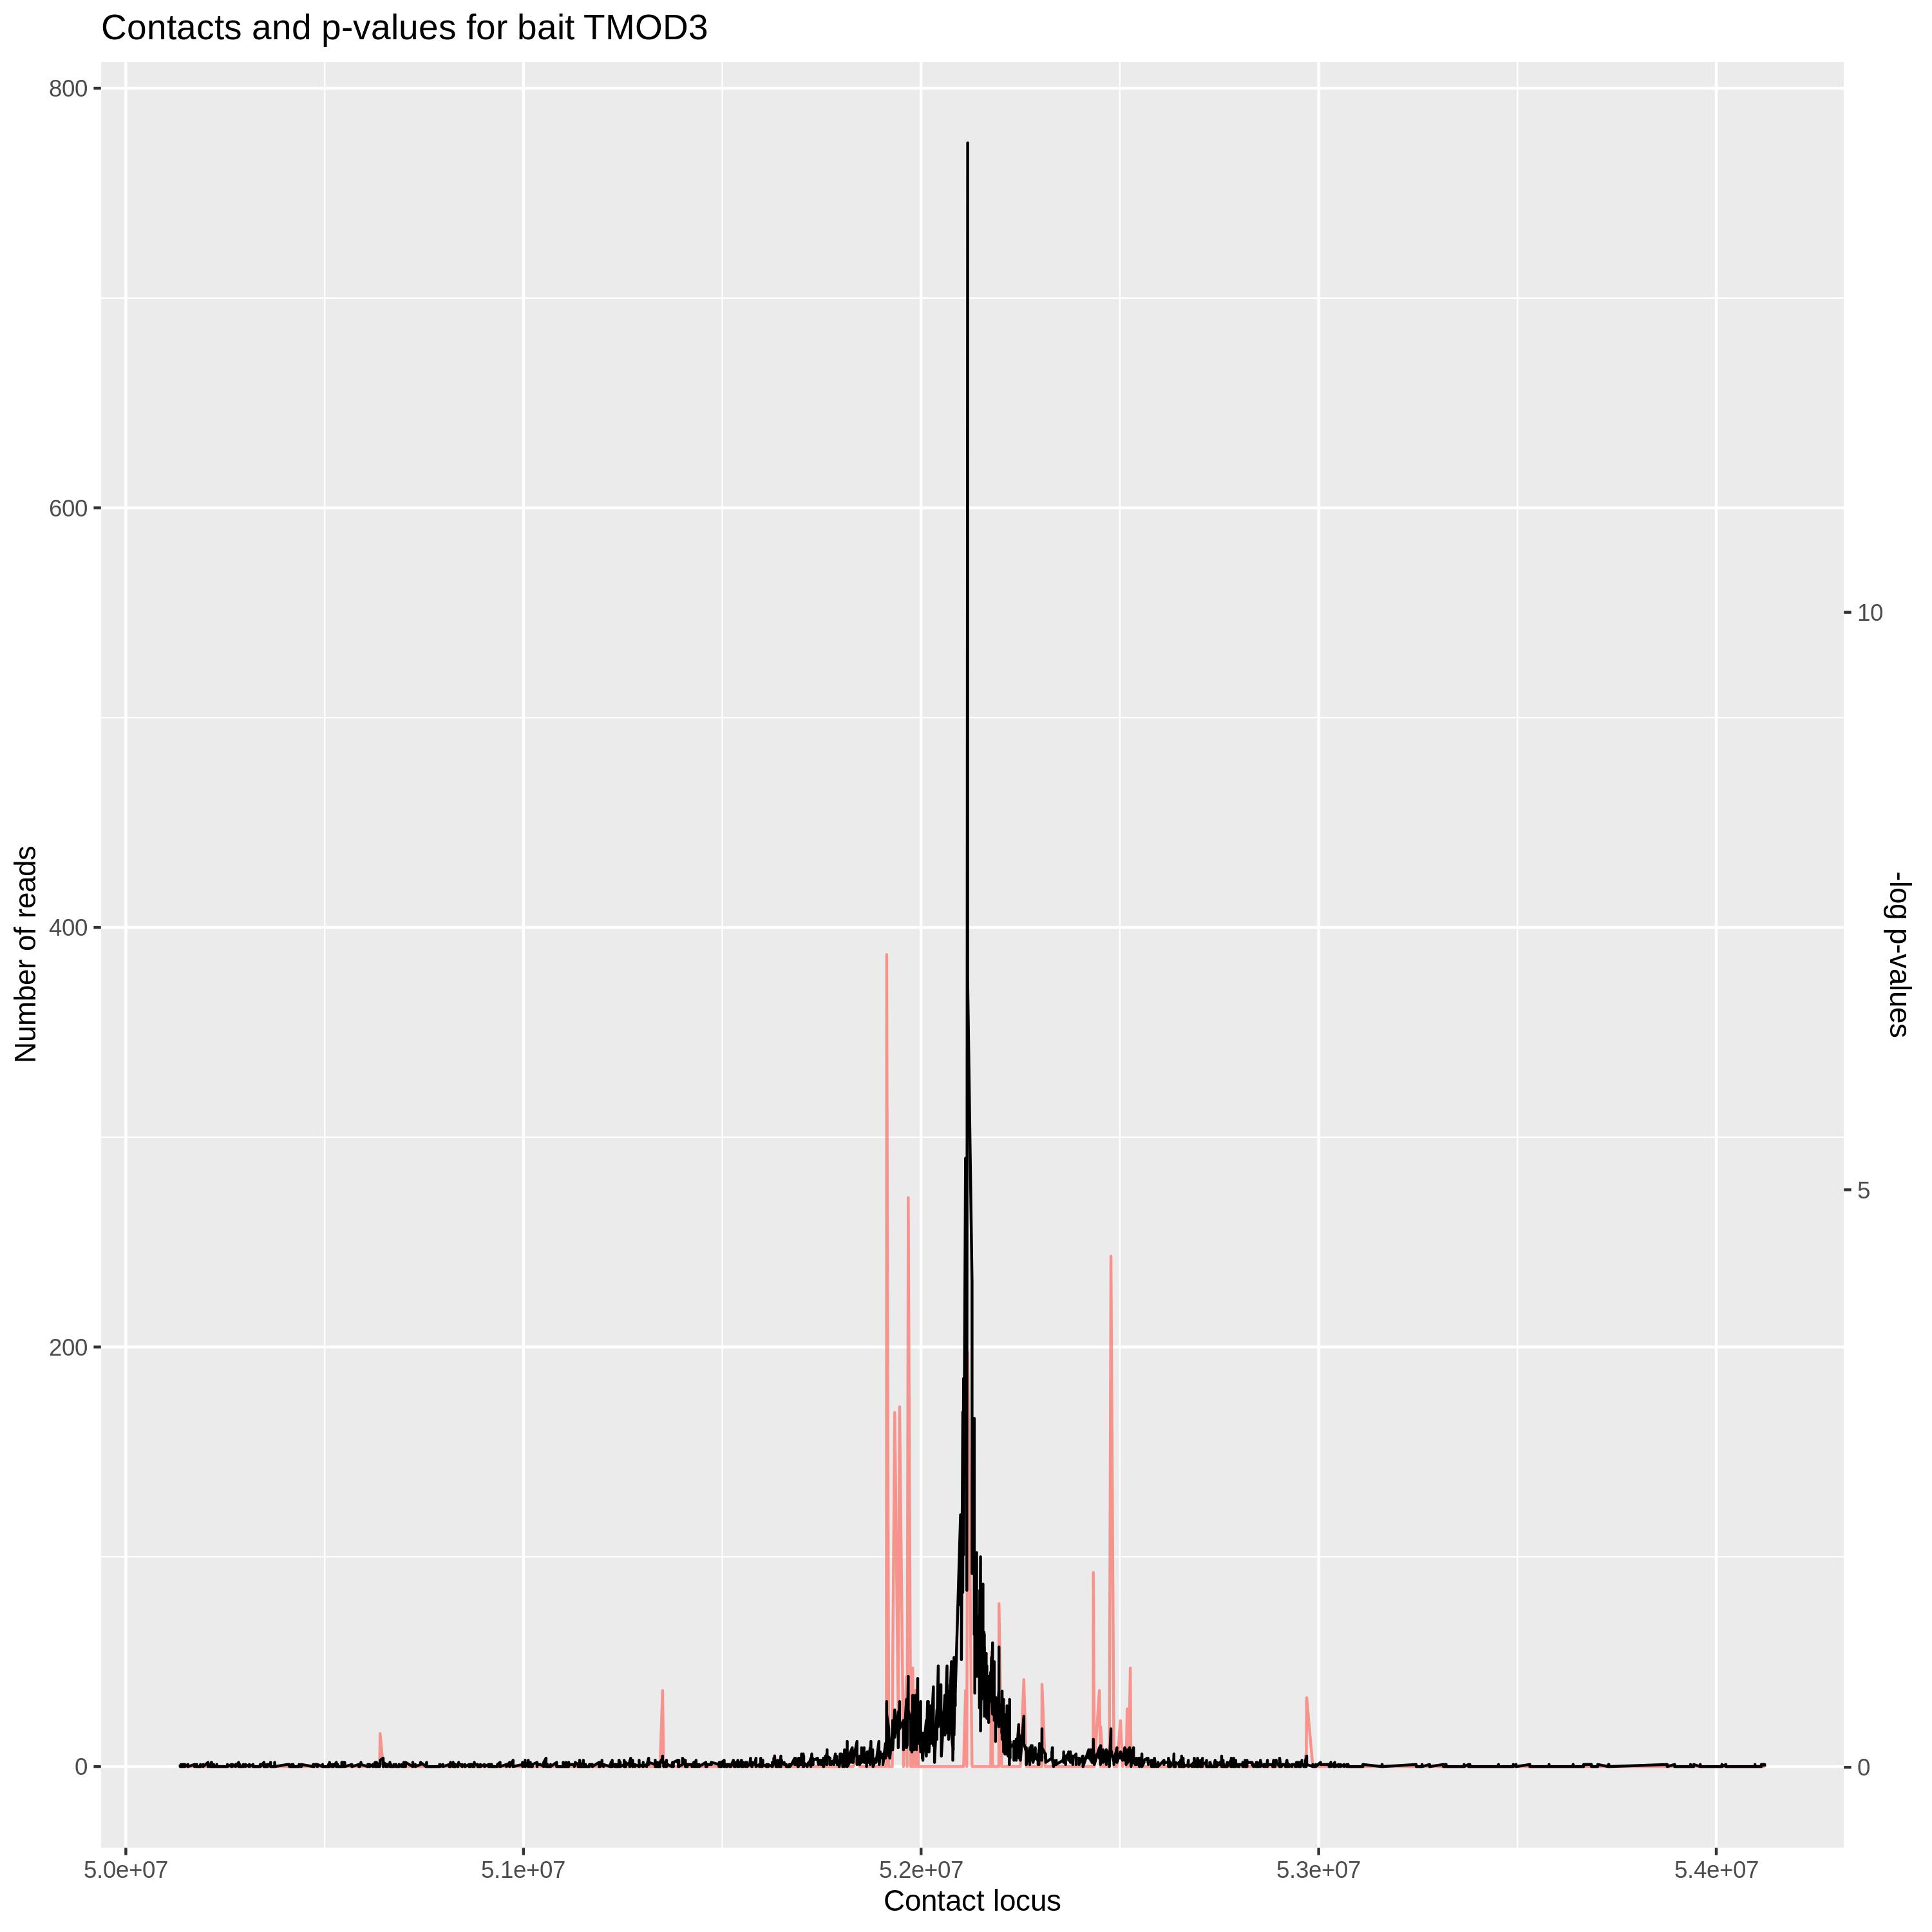 Contacts and p-values for bait TMOD3
800
600
400
200
0
Number of reads
10
5
0
-log p-values
5.0e+07
5.1e+07
5.2e+07
5.3e+07
5.4e+07
Contact locus